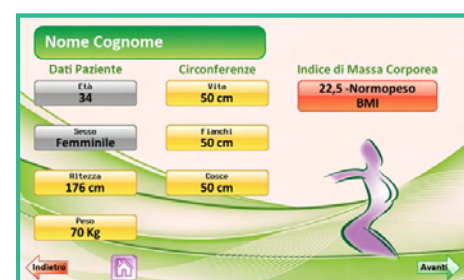 Nome Cognome
Dati Paziente
Età
34
Sesso
Femminile
Altezza
176 cm
Peso
70 Kg
Circonferenze
Vita
50 cm
Fianchi
50 cm
Cosce
50 cm
Indice di Massa Corporea
22,5 -Normopeso
BMI
Indietro
Avanti